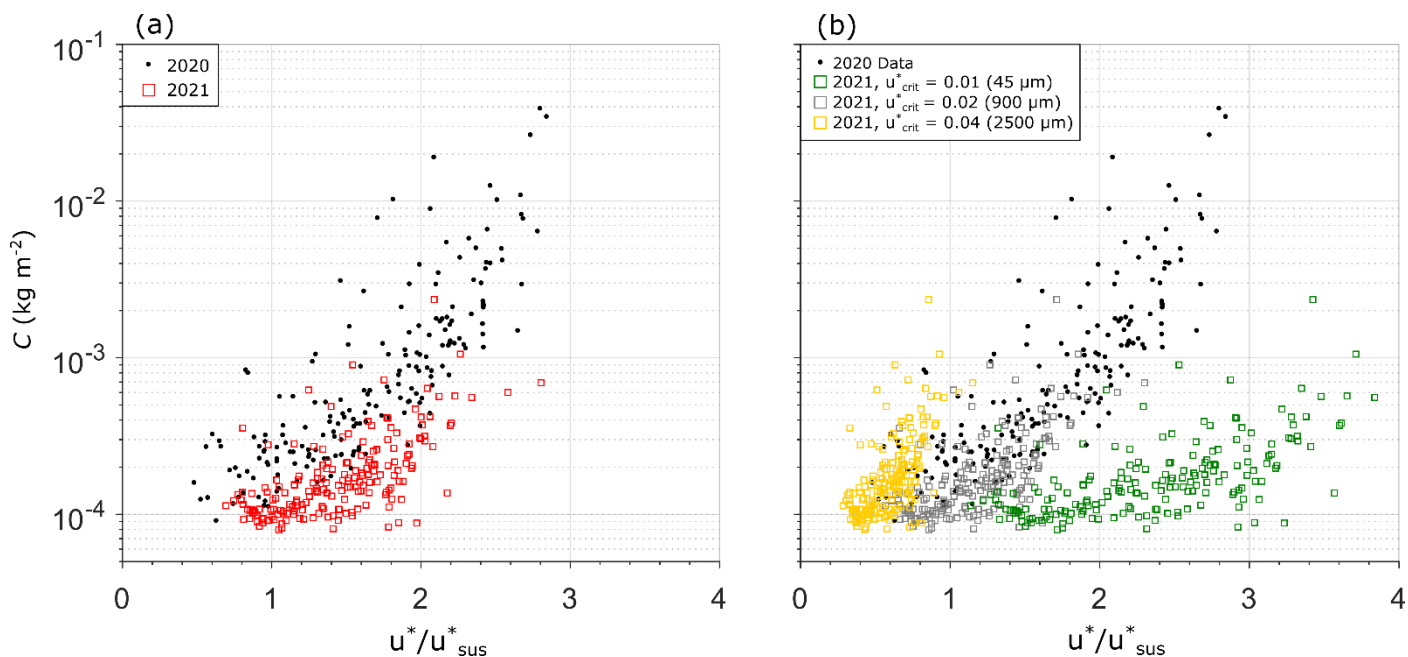 (a)
10^-1
10^-2
10^-3
10^-4
C (kg m^-2)
2020
2021
0 1 2 3 4
u*/u*sus
(b)
2020 Data
2021, u*crit = 0.01 (45 µm)
2021, u*crit = 0.02 (900 µm)
2021, u*crit = 0.04 (2500 µm)
0 1 2 3 4
u*/u*sus